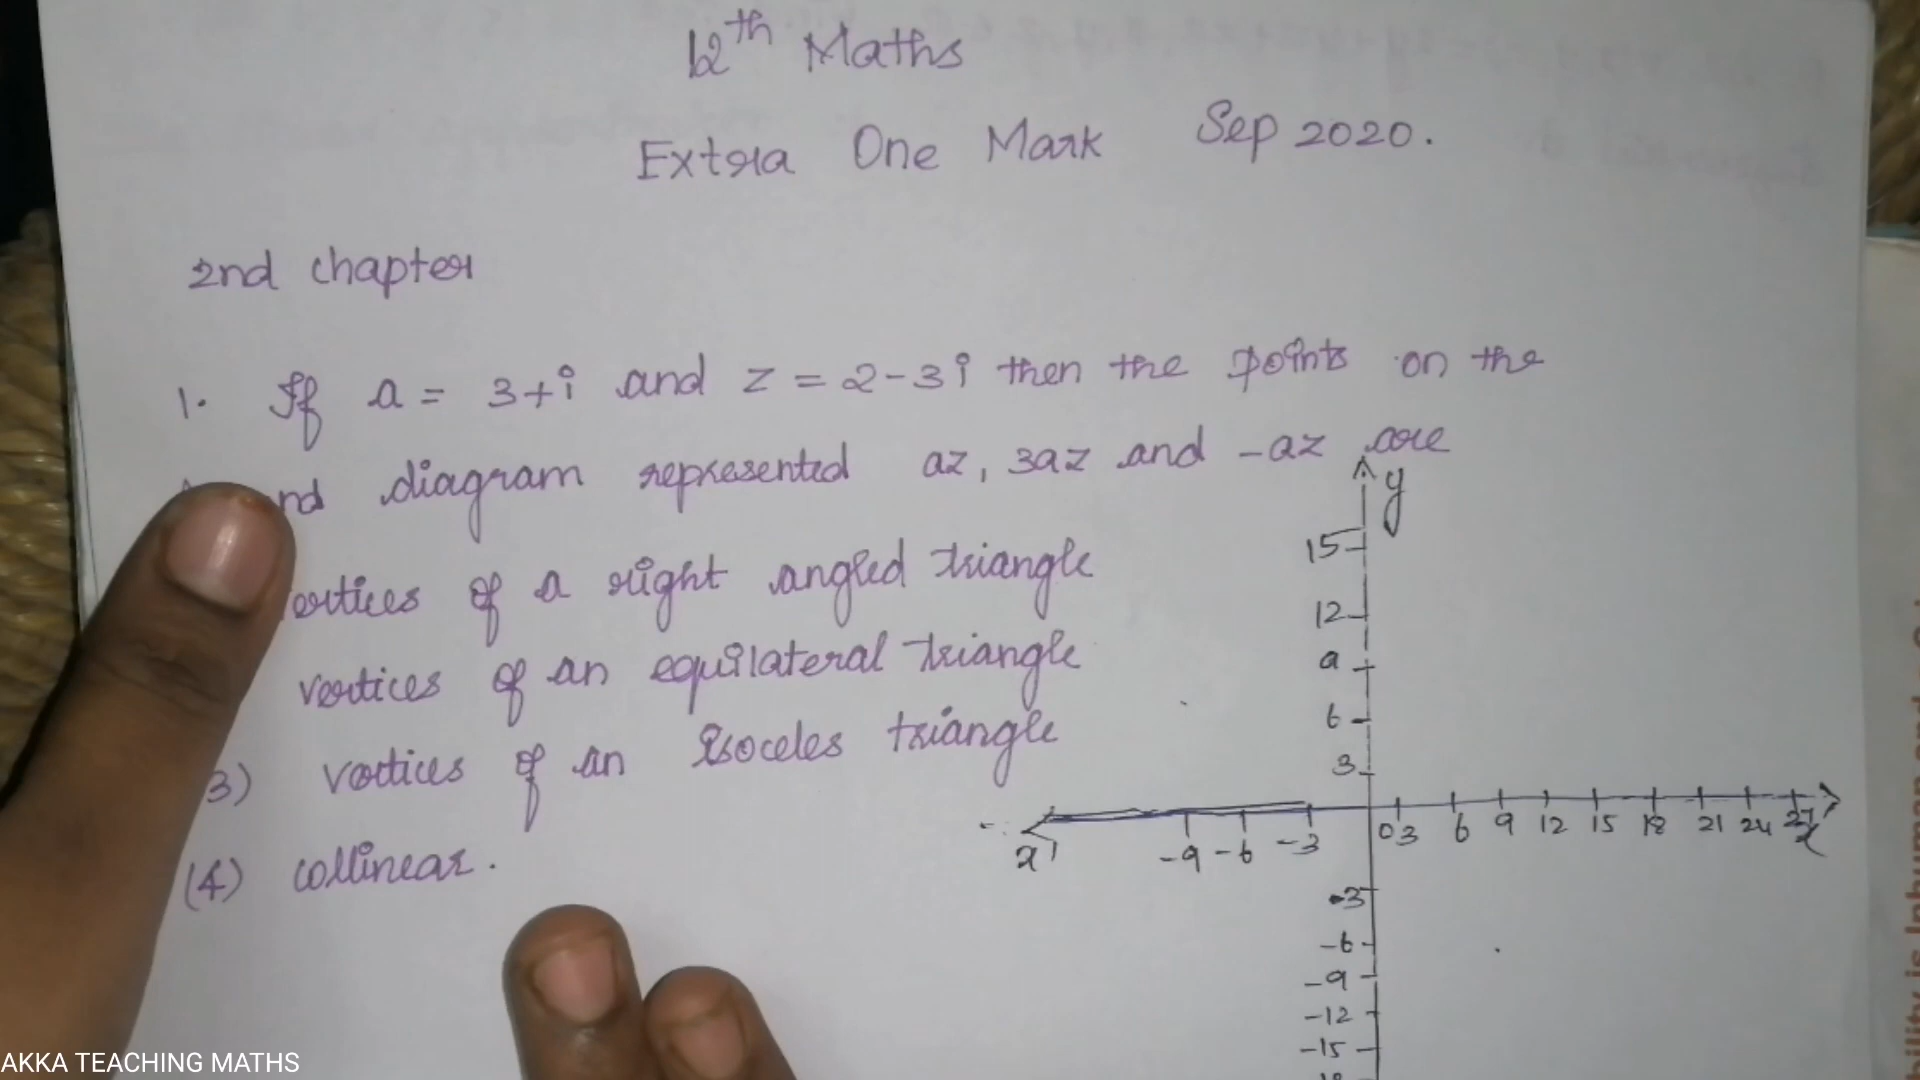 12th Maths
Extra One Mark Sep 2020.
2nd chapter
1. If a = 3+i and z = 2-3i then the points on the
nd diagram represented az, 3az and -az are
ertices of a right angled triangle
vertices of an equilateral triangle
3) vertices of an Isoceles triangle
(4) collinear.
y
15
12
9
6
3
x' -9 -6 -3 0 3 6 9 12 15 18 21 24 27 x
-3
-6
-9
-12
-15
AKKA TEACHING MATHS